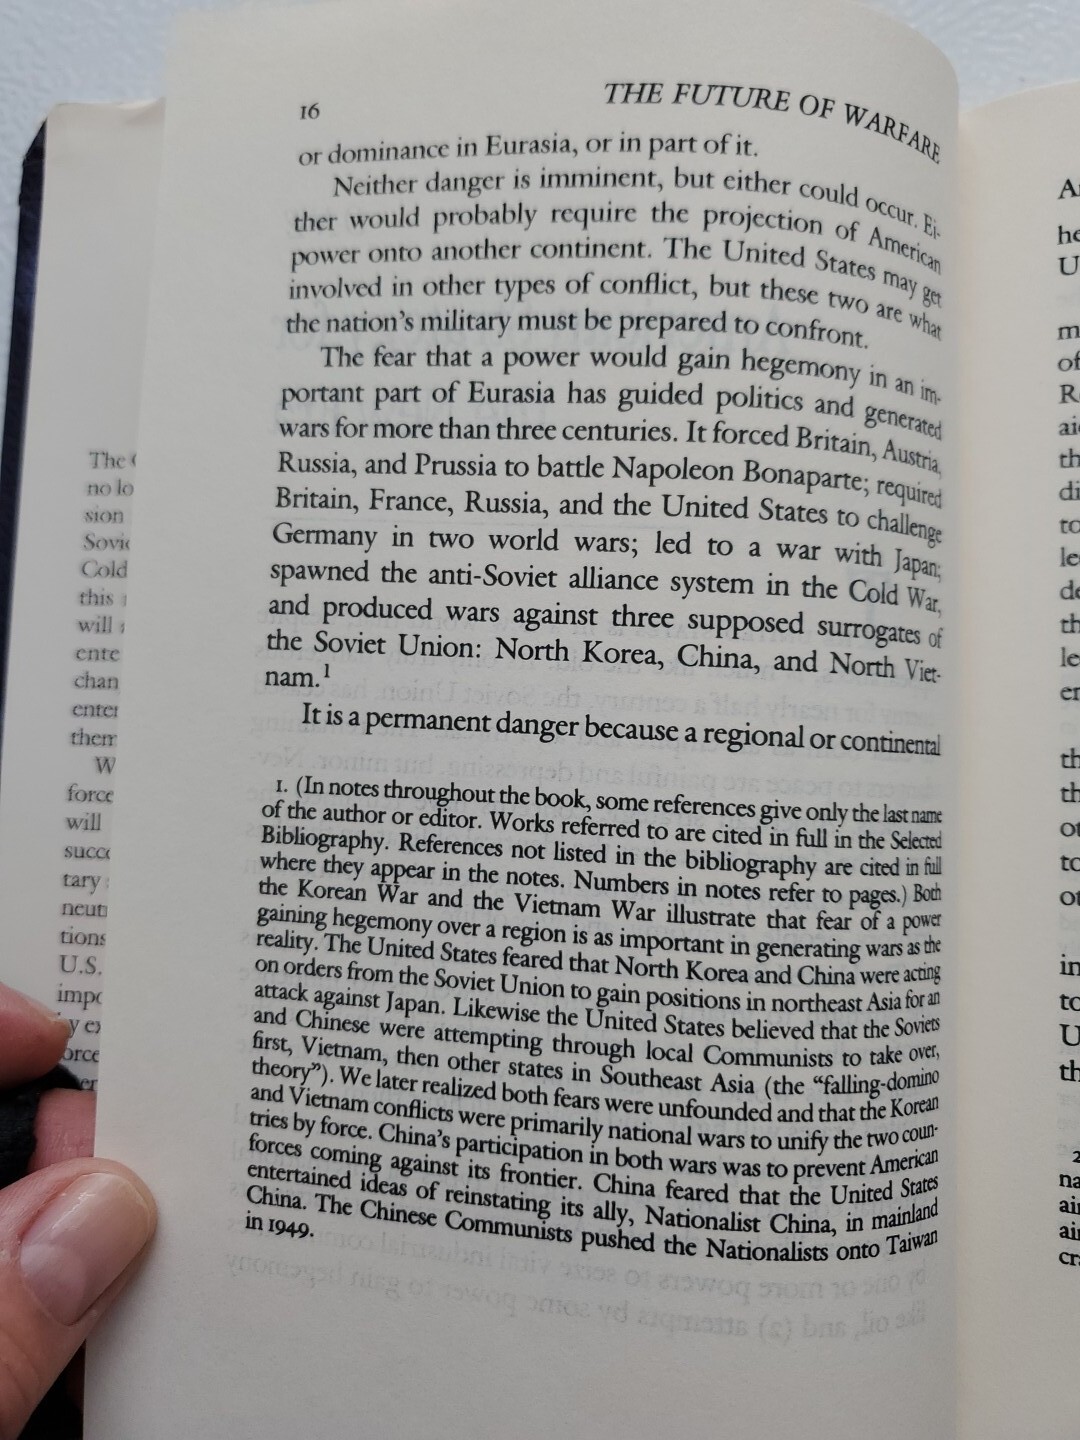 16
THE FUTURE OF WARFARE
or dominance in Eurasia, or in part of it.
Neither danger is imminent, but either could occur. Ei-
ther would probably require the projection of American
power onto another continent. The United States may get
involved in other types of conflict, but these two are what
the nation's military must be prepared to confront.
The fear that a power would gain hegemony in an im-
portant part of Eurasia has guided politics and generated
wars for more than three centuries. It forced Britain, Austria,
Russia, and Prussia to battle Napoleon Bonaparte; required
Britain, France, Russia, and the United States to challenge
Germany in two world wars; led to a war with Japan;
spawned the anti-Soviet alliance system in the Cold War,
and produced wars against three supposed surrogates of
the Soviet Union: North Korea, China, and North Viet-
nam.1
It is a permanent danger because a regional or continental
1. (In notes throughout the book, some references give only the last name
of the author or editor. Works referred to are cited in full in the Selected
Bibliography. References not listed in the bibliography are cited in full
where they appear in the notes. Numbers in notes refer to pages.) Both
the Korean War and the Vietnam War illustrate that fear of a power
gaining hegemony over a region is as important in generating wars as the
reality. The United States feared that North Korea and China were acting
on orders from the Soviet Union to gain positions in northeast Asia for an
attack against Japan. Likewise the United States believed that the Soviets
and Chinese were attempting through local Communists to take over,
first, Vietnam, then other states in Southeast Asia (the "falling-domino
theory"). We later realized both fears were unfounded and that the Korean
and Vietnam conflicts were primarily national wars to unify the two coun-
tries by force. China's participation in both wars was to prevent American
forces coming against its frontier. China feared that the United States
entertained ideas of reinstating its ally, Nationalist China, in mainland
China. The Chinese Communists pushed the Nationalists onto Taiwan
in 1949.
The
no lo
sion
Cold
this
will
ente
chan
enter
them
W
force
will
succ
tary
neut
tions
U.S.